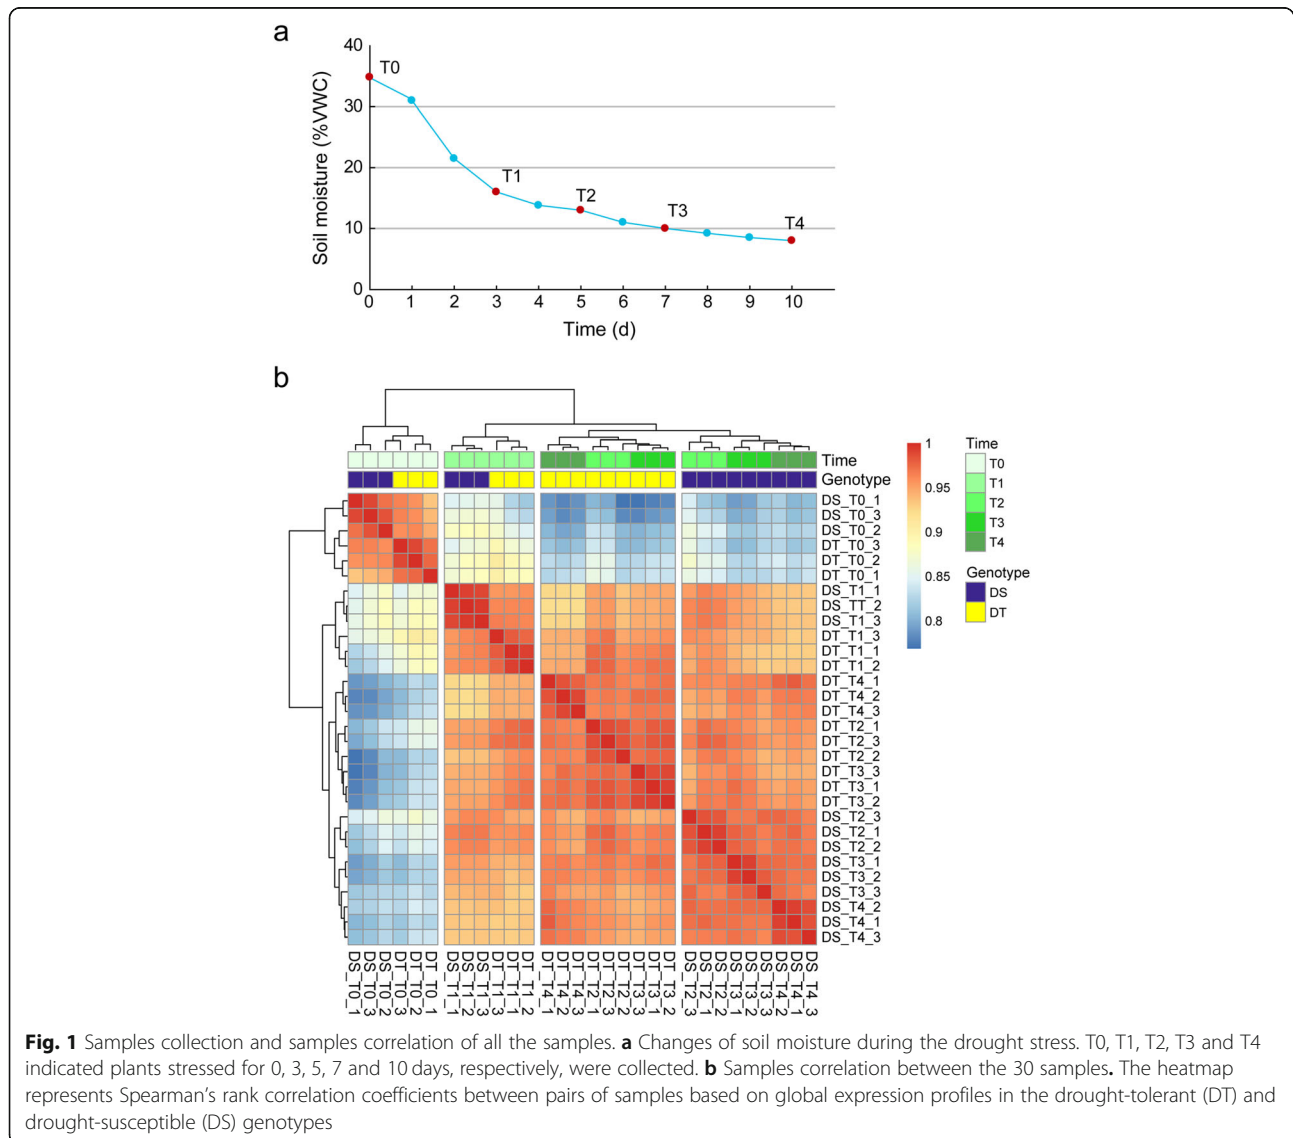 a
40
30
20
10
0
Soil moisture (%VWC)
T0
T1
T2
T3
T4
0 1 2 3 4 5 6 7 8 9 10
Time (d)
b
Time
Genotype
DS_T0_1
DS_T0_3
DS_T0_2
DT_T0_3
DT_T0_2
DT_T0_1
DS_T1_1
DS_TT_2
DS_T1_3
DT_T1_3
DT_T1_1
DT_T1_2
DT_T4_1
DT_T4_2
DT_T4_3
DT_T2_1
DT_T2_3
DT_T2_2
DT_T3_3
DT_T3_1
DT_T3_2
DS_T2_3
DS_T2_1
DS_T2_2
DS_T3_1
DS_T3_2
DS_T3_3
DS_T4_2
DS_T4_1
DS_T4_3
DS_T0_1
DS_T0_3
DS_T0_2
DT_T0_3
DT_T0_2
DT_T0_1
DS_T1_1
DS_T1_2
DS_T1_3
DT_T1_3
DT_T1_1
DT_T1_2
DT_T4_1
DT_T4_2
DT_T4_3
DT_T2_1
DT_T2_3
DT_T2_2
DT_T3_3
DT_T3_1
DT_T3_2
DS_T2_3
DS_T2_1
DS_T2_2
DS_T3_1
DS_T3_2
DS_T3_3
DS_T4_2
DS_T4_1
DS_T4_3
1
0.95
0.9
0.85
0.8
Time
T0
T1
T2
T3
T4
Genotype
DS
DT
Fig. 1 Samples collection and samples correlation of all the samples. a Changes of soil moisture during the drought stress. T0, T1, T2, T3 and T4
indicated plants stressed for 0, 3, 5, 7 and 10 days, respectively, were collected. b Samples correlation between the 30 samples. The heatmap
represents Spearman's rank correlation coefficients between pairs of samples based on global expression profiles in the drought-tolerant (DT) and
drought-susceptible (DS) genotypes